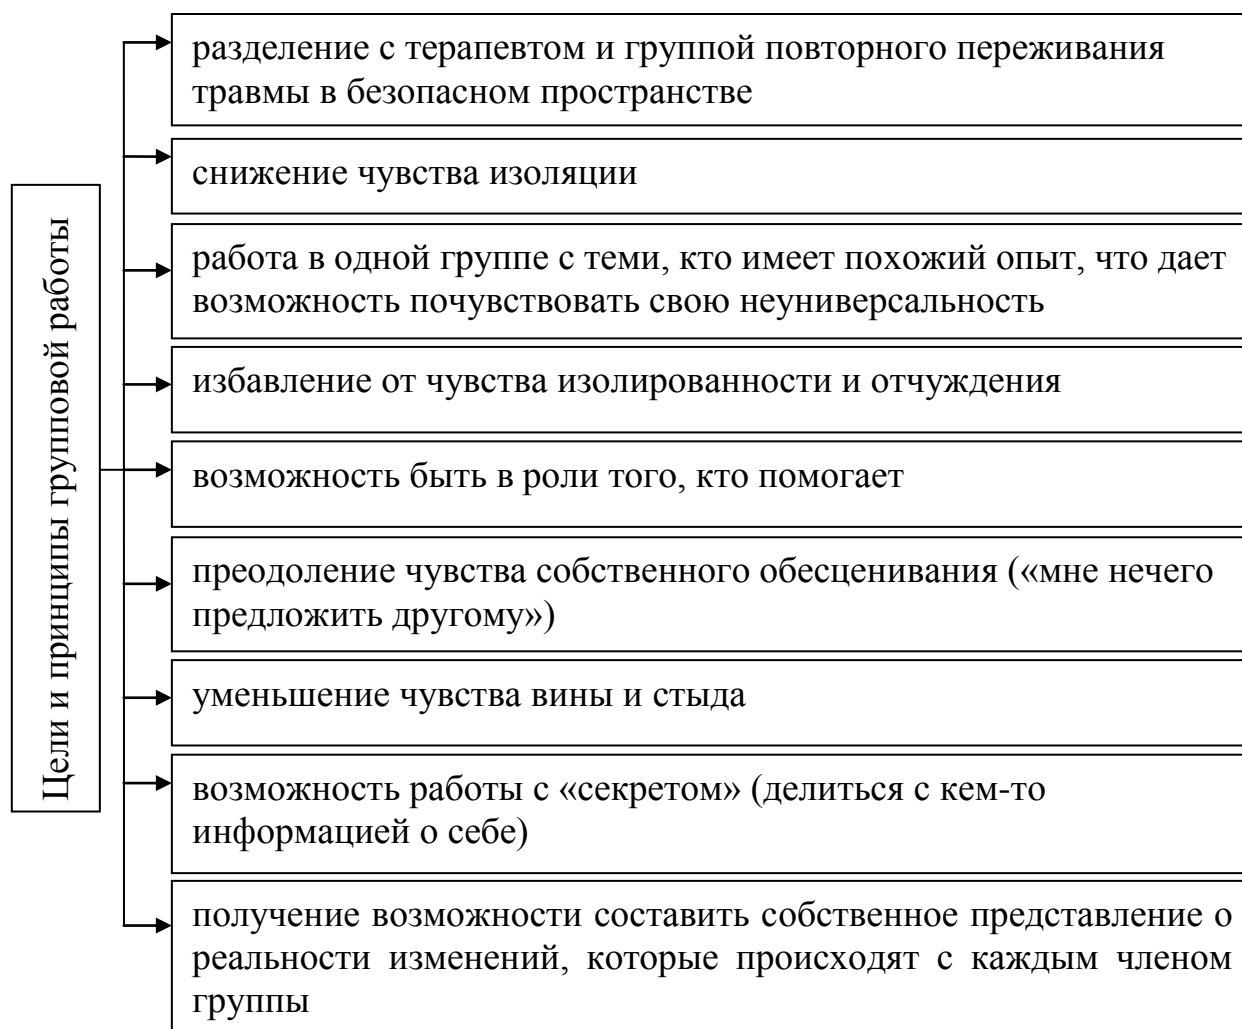 Цели и принципы групповой работы
разделение с терапевтом и группой повторного переживания
травмы в безопасном пространстве
снижение чувства изоляции
работа в одной группе с теми, кто имеет похожий опыт, что дает
возможность почувствовать свою неуниверсальность
избавление от чувства изолированности и отчуждения
возможность быть в роли того, кто помогает
преодоление чувства собственного обесценивания («мне нечего
предложить другому»)
уменьшение чувства вины и стыда
возможность работы с «секретом» (делиться с кем-то
информацией о себе)
получение возможности составить собственное представление о
реальности изменений, которые происходят с каждым членом
группы